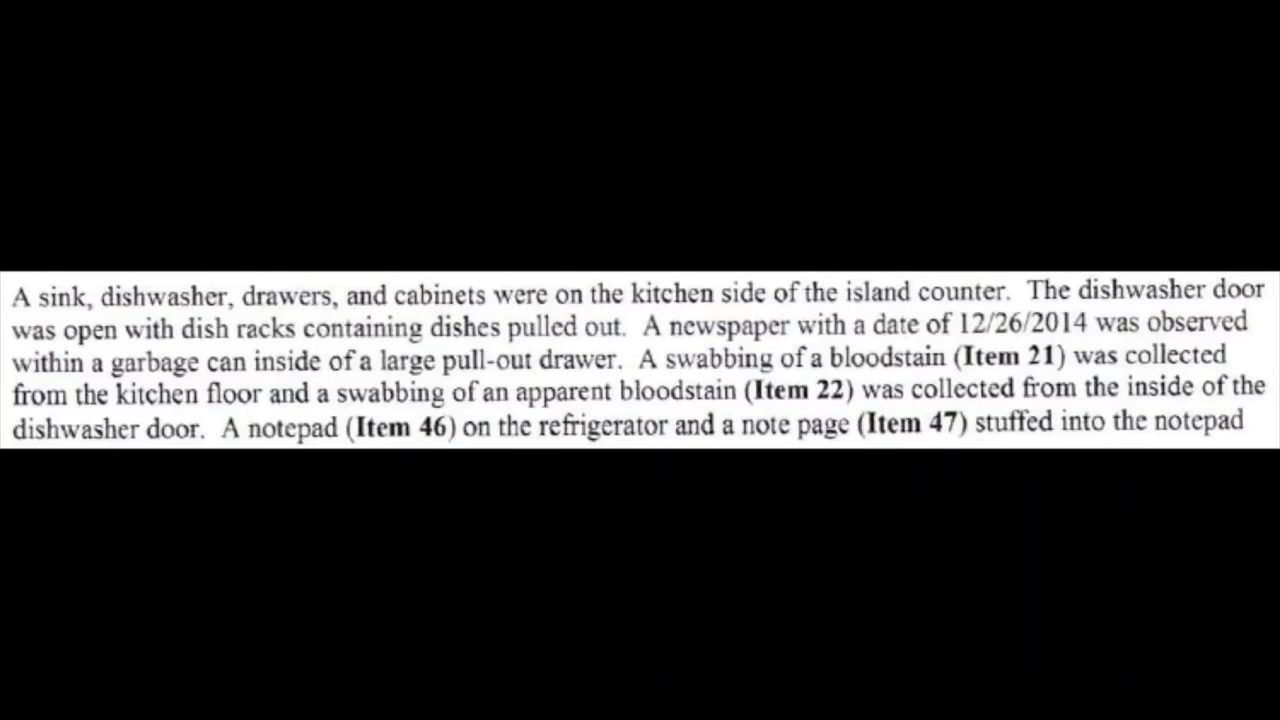 A sink, dishwasher, drawers, and cabinets were on the kitchen side of the island counter. The dishwasher door
was open with dish racks containing dishes pulled out. A newspaper with a date of 12/26/2014 was observed
within a garbage can inside of a large pull-out drawer. A swabbing of a bloodstain (Item 21) was collected
from the kitchen floor and a swabbing of an apparent bloodstain (Item 22) was collected from the inside of the
dishwasher door. A notepad (Item 46) on the refrigerator and a note page (Item 47) stuffed into the notepad